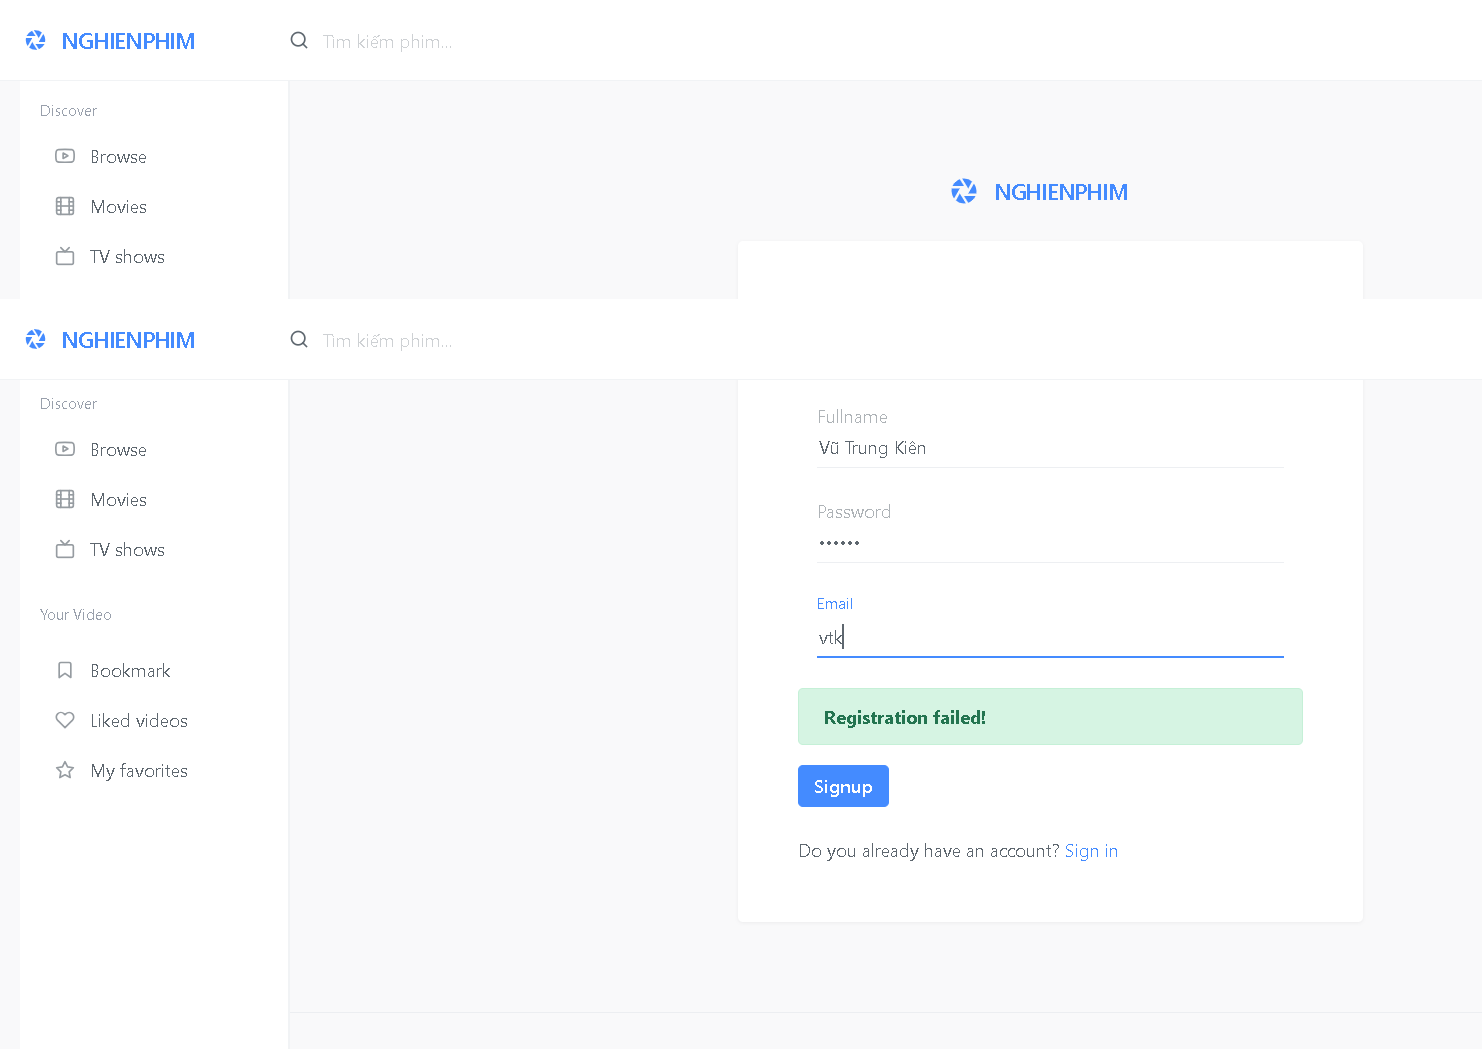 NGHIENPHIM
Tìm kiếm phim...
Discover
Browse
Movies
TV shows
NGHIENPHIM
NGHIENPHIM
Tìm kiếm phim...
Discover
Browse
Movies
TV shows
Your Video
Bookmark
Liked videos
My favorites
Fullname
Vũ Trung Kiên
Password
••••••
Email
vtk
Registration failed!
Signup
Do you already have an account? Sign in